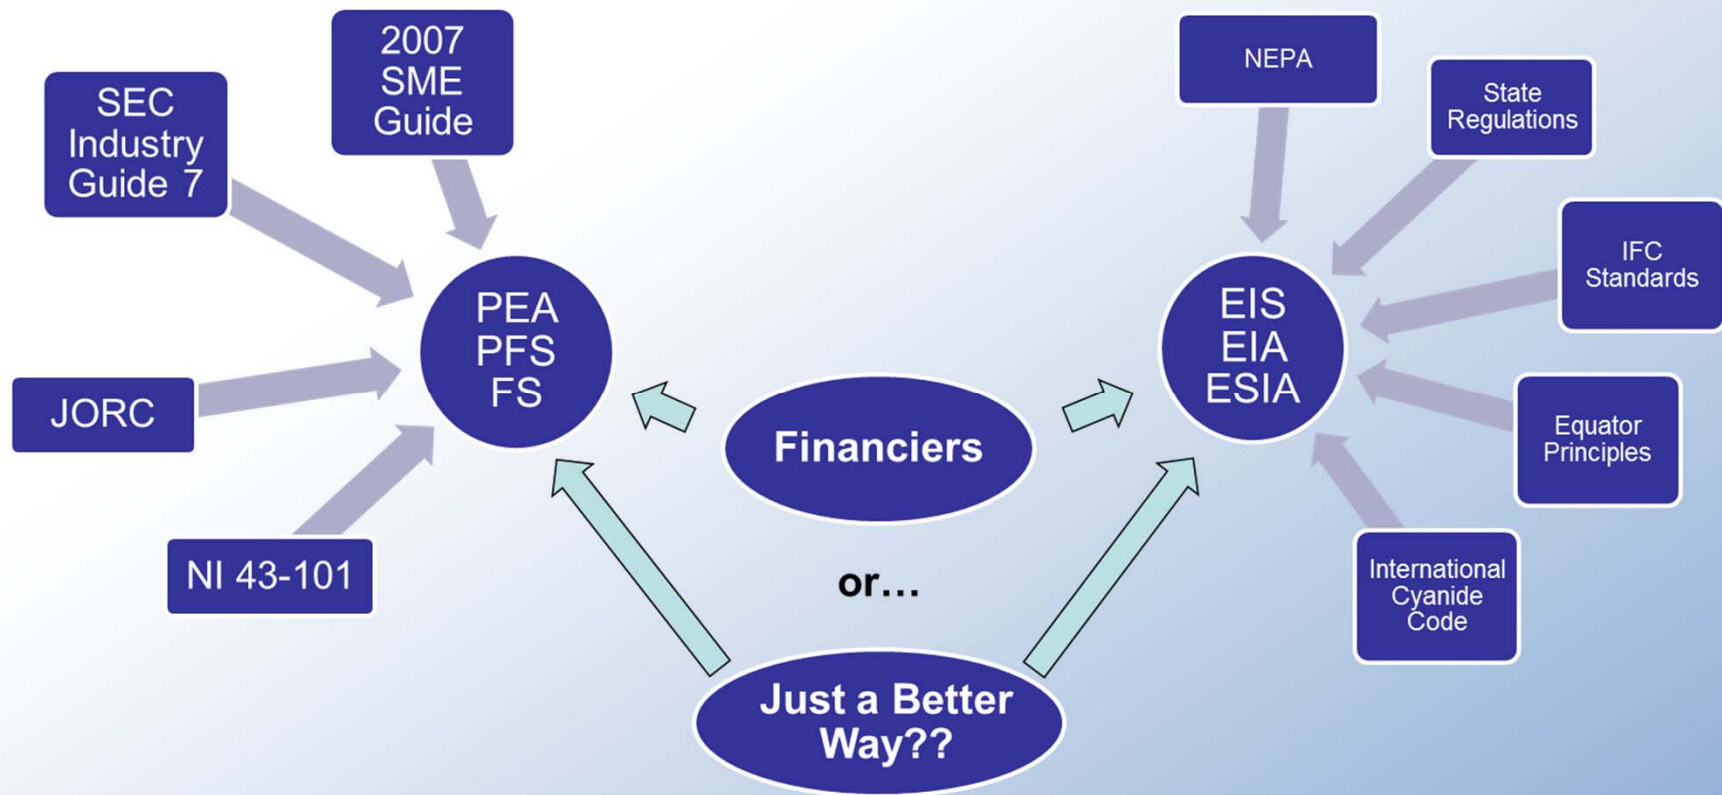 2007
SME
Guide
SEC
Industry
Guide 7
JORC
NI 43-101
PEA
PFS
FS
Financiers
or…
Just a Better
Way??
NEPA
State
Regulations
IFC
Standards
EIS
EIA
ESIA
Equator
Principles
International
Cyanide
Code